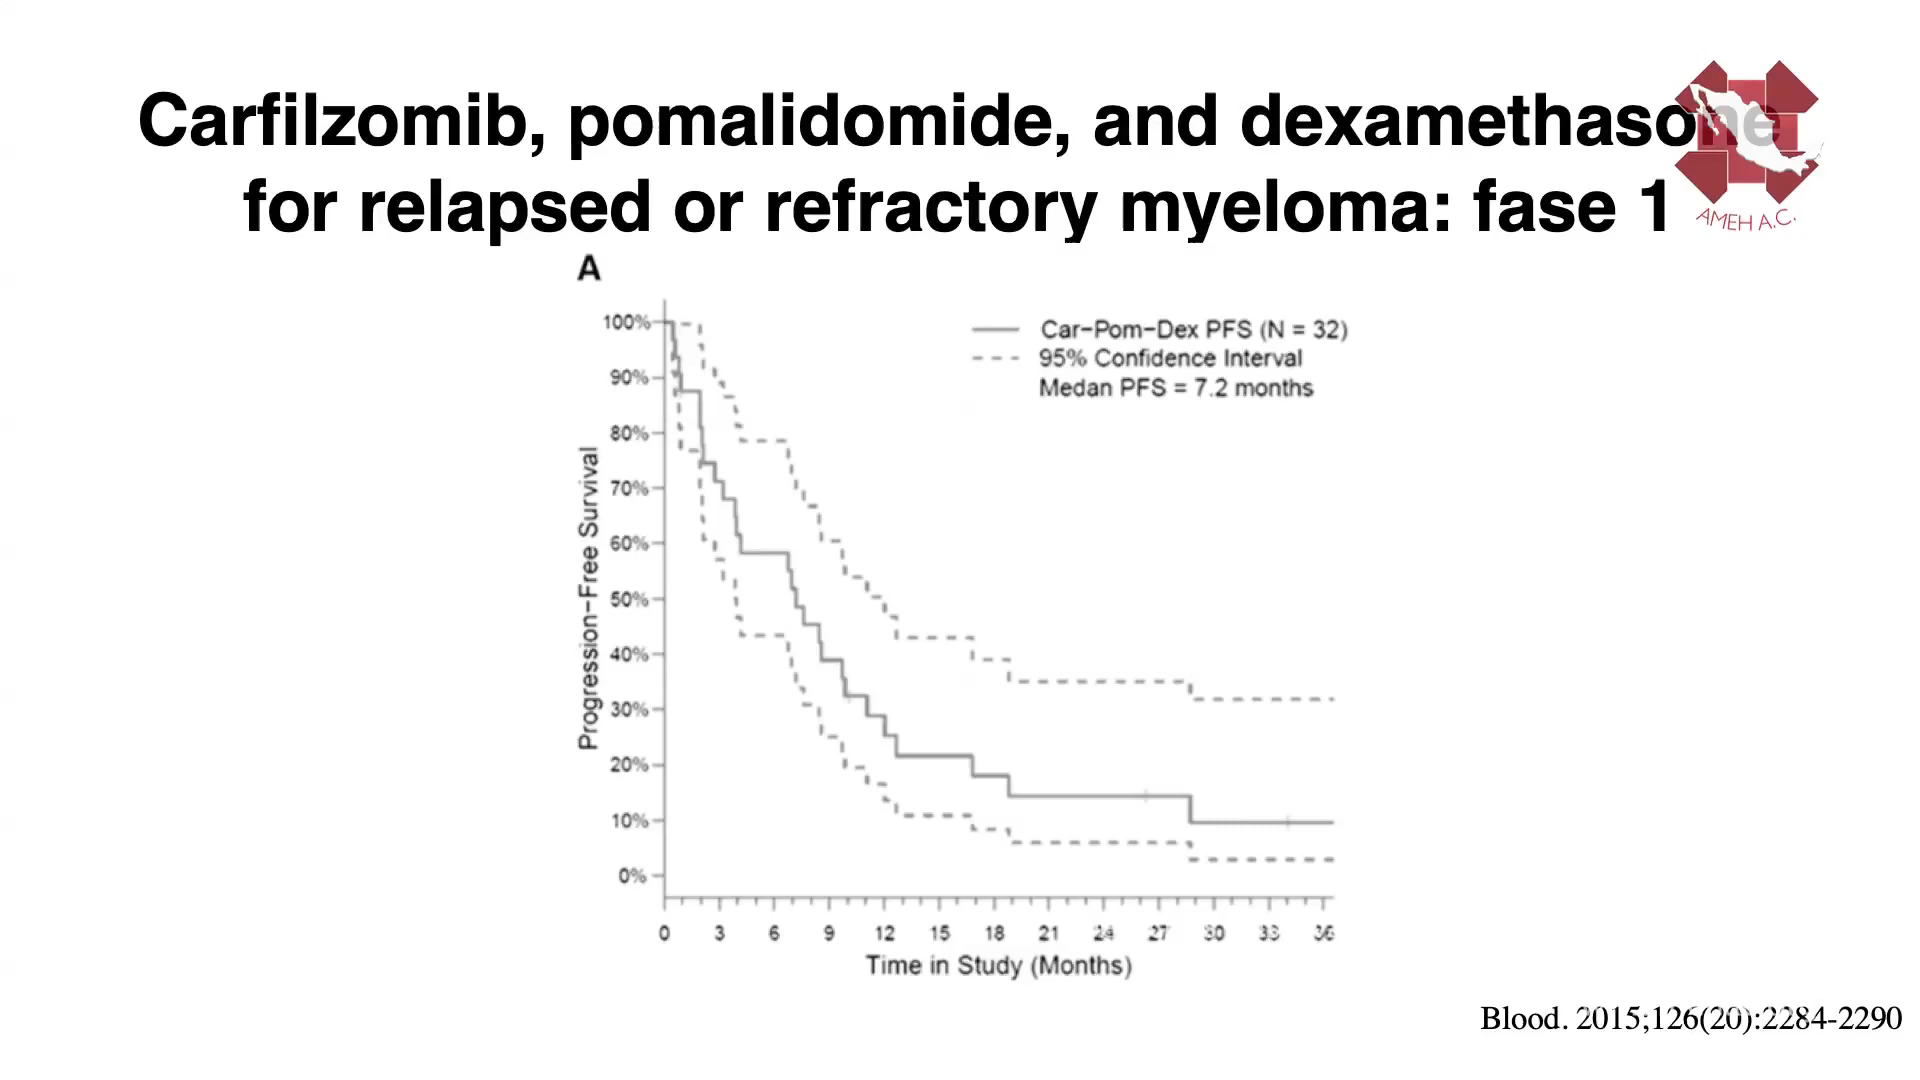 Carfilzomib, pomalidomide, and dexamethasone
for relapsed or refractory myeloma: fase 1
AMEH A.C.
A
Car-Pom-Dex PFS (N = 32)
95% Confidence Interval
Medan PFS = 7.2 months
Progression-Free Survival
100%
90%
80%
70%
60%
50%
40%
30%
20%
10%
0%
0 3 6 9 12 15 18 21 24 27 30 33 36
Time in Study (Months)
Blood. 2015;126(20):2284-2290